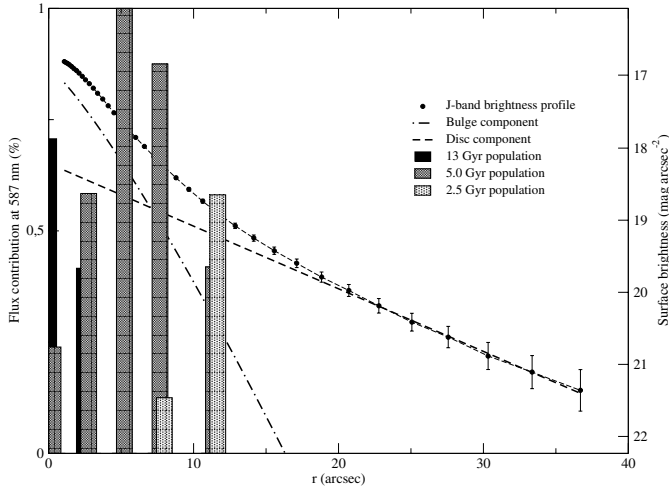 1
0,5
0
Flux contribution at 587 nm (%)
0
10
20
30
40
r (arcsec)
17
18
19
20
21
22
Surface brightness (mag arcsec⁻²)
J-band brightness profile
Bulge component
Disc component
13 Gyr population
5.0 Gyr population
2.5 Gyr population